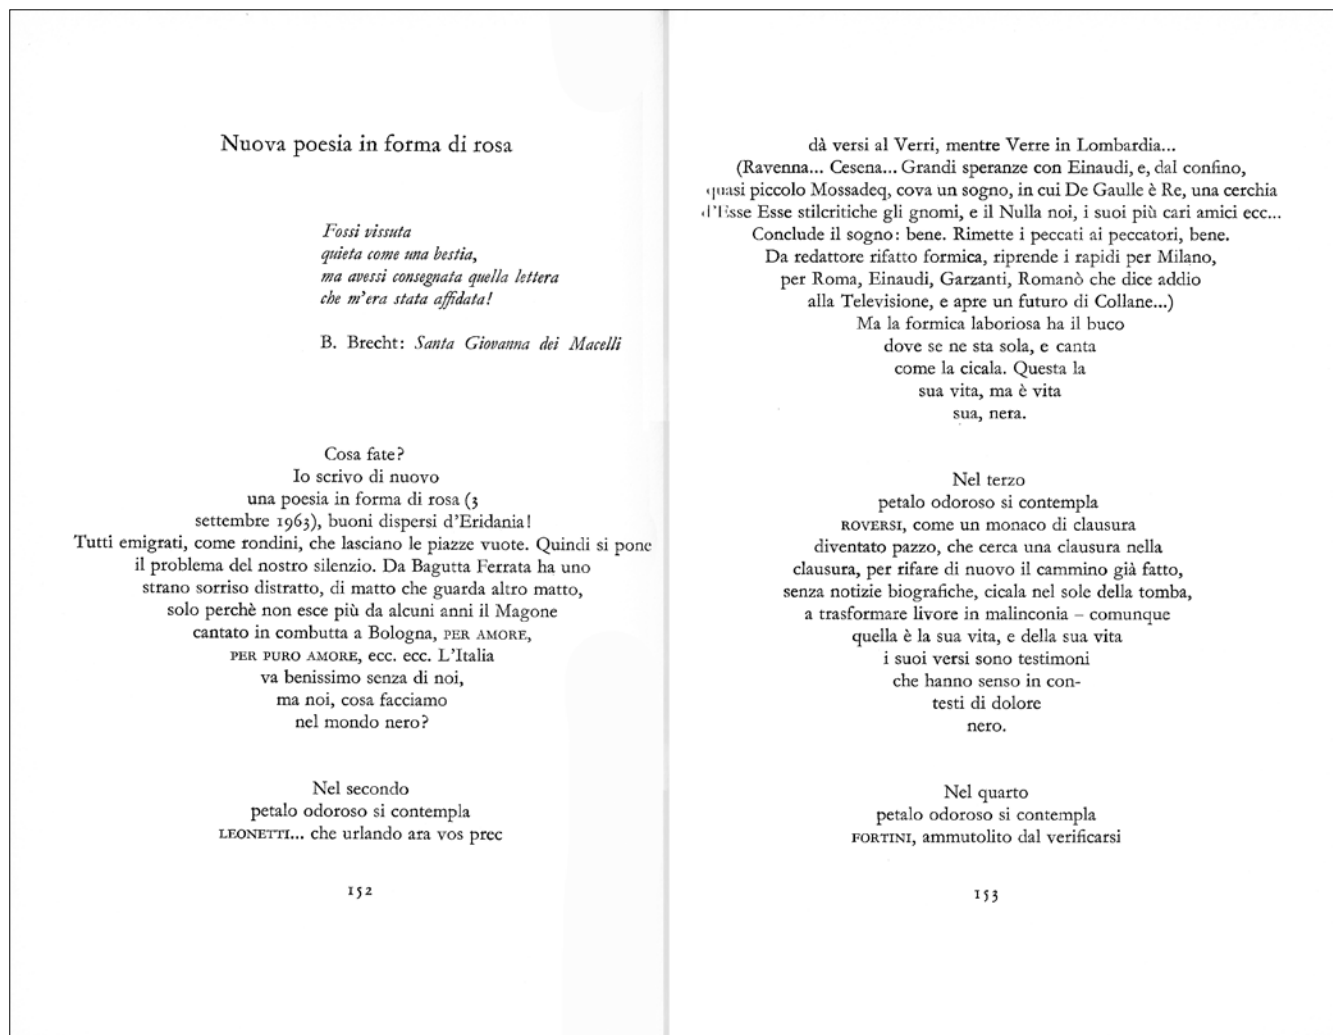 Nuova poesia in forma di rosa
Fossi vissuta
quieta come una bestia,
ma avessi consegnata quella lettera
che m'era stata affidata!
B. Brecht: Santa Giovanna dei Macelli
Cosa fate?
Io scrivo di nuovo
una poesia in forma di rosa (3
settembre 1963), buoni dispersi d'Eridania!
Tutti emigrati, come rondini, che lasciano le piazze vuote. Quindi si pone
il problema del nostro silenzio. Da Bagutta Ferrata ha uno
strano sorriso distratto, di matto che guarda altro matto,
solo perchè non esce più da alcuni anni il Magone
cantato in combutta a Bologna, PER AMORE,
PER PURO AMORE, ecc. ecc. L'Italia
va benissimo senza di noi,
ma noi, cosa facciamo
nel mondo nero?
Nel secondo
petalo odoroso si contempla
LEONETTI... che urlando ara vos prec
152
dà versi al Verri, mentre Verre in Lombardia...
(Ravenna... Cesena... Grandi speranze con Einaudi, e, dal confino,
quasi piccolo Mossadeq, cova un sogno, in cui De Gaulle è Re, una cerchia
d'Esse Esse stilcritiche gli gnomi, e il Nulla noi, i suoi più cari amici ecc...
Conclude il sogno: bene. Rimette i peccati ai peccatori, bene.
Da redattore rifatto formica, riprende i rapidi per Milano,
per Roma, Einaudi, Garzanti, Romanò che dice addio
alla Televisione, e apre un futuro di Collane...)
Ma la formica laboriosa ha il buco
dove se ne sta sola, e canta
come la cicala. Questa la
sua vita, ma è vita
sua, nera.
Nel terzo
petalo odoroso si contempla
ROVERSI, come un monaco di clausura
diventato pazzo, che cerca una clausura nella
clausura, per rifare di nuovo il cammino già fatto,
senza notizie biografiche, cicala nel sole della tomba,
a trasformare livore in malinconia – comunque
quella è la sua vita, e della sua vita
i suoi versi sono testimoni
che hanno senso in con-
testi di dolore
nero.
Nel quarto
petalo odoroso si contempla
FORTINI, ammutolito dal verificarsi
153